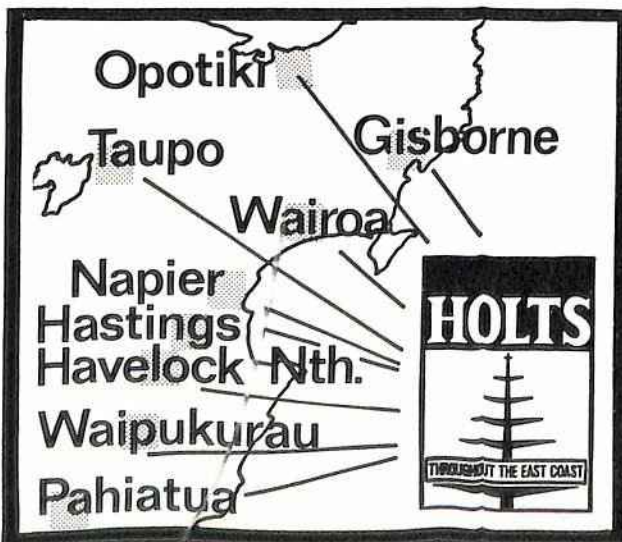 Opotiki
Gisborne
Taupo
Wairoa
Napier
Hastings
Havelock Nth.
Waipukurau
Pahiatua
HOLTS
THROUGHOUT THE EAST COAST